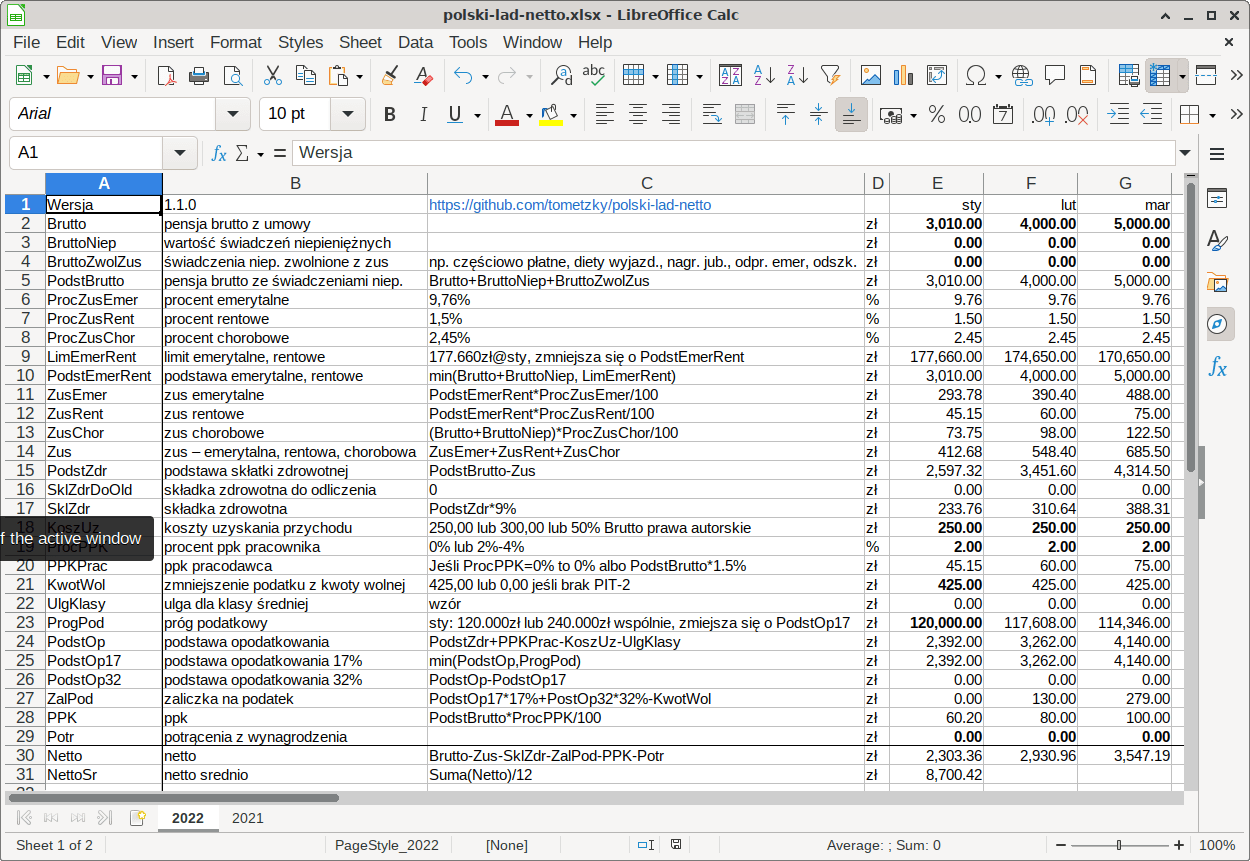 polski-lad-netto.xlsx - LibreOffice Calc
File Edit View Insert Format Styles Sheet Data Tools Window Help
Arial 10 pt
A1 Wersja
A B C D E F G
1 Wersja 1.1.0 https://github.com/tometzky/polski-lad-netto sty lut mar
2 Brutto pensja brutto z umowy zł 3,010.00 4,000.00 5,000.00
3 BruttoNiep wartość świadczeń niepieniężnych zł 0.00 0.00 0.00
4 BruttoZwolZus świadczenia niep. zwolnione z zus np. częściowo płatne, diety wyjazd., nagr. jub., odpr. emer, odszk. zł 0.00 0.00 0.00
5 PodstBrutto pensja brutto ze świadczeniami niep. Brutto+BruttoNiep+BruttoZwolZus zł 3,010.00 4,000.00 5,000.00
6 ProcZusEmer procent emerytalne 9,76% % 9.76 9.76 9.76
7 ProcZusRent procent rentowe 1,5% % 1.50 1.50 1.50
8 ProcZusChor procent chorobowe 2,45% % 2.45 2.45 2.45
9 LimEmerRent limit emerytalne, rentowe 177.660zł@sty, zmniejsza się o PodstEmerRent zł 177,660.00 174,650.00 170,650.00
10 PodstEmerRent podstawa emerytalne, rentowe min(Brutto+BruttoNiep, LimEmerRent) zł 3,010.00 4,000.00 5,000.00
11 ZusEmer zus emerytalne PodstEmerRent*ProcZusEmer/100 zł 293.78 390.40 488.00
12 ZusRent zus rentowe PodstEmerRent*ProcZusRent/100 zł 45.15 60.00 75.00
13 ZusChor zus chorobowe (Brutto+BruttoNiep)*ProcZusChor/100 zł 73.75 98.00 122.50
14 Zus zus – emerytalna, rentowa, chorobowa ZusEmer+ZusRent+ZusChor zł 412.68 548.40 685.50
15 PodstZdr podstawa skłatki zdrowotnej PodstBrutto-Zus zł 2,597.32 3,451.60 4,314.50
16 SklZdrDoOld składka zdrowotna do odliczenia 0 zł 0.00 0.00 0.00
17 SklZdr składka zdrowotna PodstZdr*9% zł 233.76 310.64 388.31
18 KoszUz koszty uzyskania przychodu 250,00 lub 300,00 lub 50% Brutto prawa autorskie zł 250.00 250.00 250.00
f the active window
19 ProcPPK procent ppk pracownika 0% lub 2%-4% % 2.00 2.00 2.00
20 PPKPrac ppk pracodawca Jeśli ProcPPK=0% to 0% albo PodstBrutto*1.5% zł 45.15 60.00 75.00
21 KwotWol zmniejszenie podatku z kwoty wolnej 425,00 lub 0,00 jeśli brak PIT-2 zł 425.00 425.00 425.00
22 UlgKlasy ulga dla klasy średniej wzór zł 0.00 0.00 0.00
23 ProgPod próg podatkowy sty: 120.000zł lub 240.000zł wspólnie, zmiejsza się o PodstOp17 zł 120,000.00 117,608.00 114,346.00
24 PodstOp podstawa opodatkowania PodstZdr+PPKPrac-KoszUz-UlgKlasy zł 2,392.00 3,262.00 4,140.00
25 PodstOp17 podstawa opodatkowania 17% min(PodstOp,ProgPod) zł 2,392.00 3,262.00 4,140.00
26 PodstOp32 podstawa opodatkowania 32% PodstOp-PodstOp17 zł 0.00 0.00 0.00
27 ZalPod zaliczka na podatek PodstOp17*17%+PostOp32*32%-KwotWol zł 0.00 130.00 279.00
28 PPK ppk PodstBrutto*ProcPPK/100 zł 60.20 80.00 100.00
29 Potr potrącenia z wynagrodzenia zł 0.00 0.00 0.00
30 Netto netto Brutto-Zus-SklZdr-ZalPod-PPK-Potr zł 2,303.36 2,930.96 3,547.19
31 NettoSr netto srednio Suma(Netto)/12 zł 8,700.42
2022 2021
Sheet 1 of 2 PageStyle_2022 [None] Average: ; Sum: 0 100%